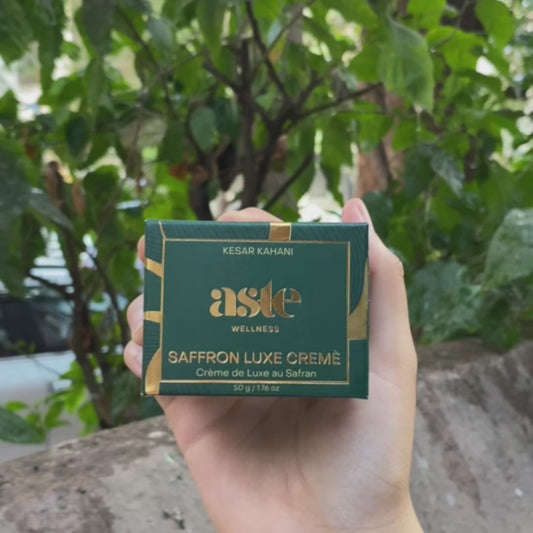 KESAR KAHANI
aste
WELLNESS
SAFFRON LUXE CREMÈ
Crème de Luxe au Safran
50 g / 1.76 oz